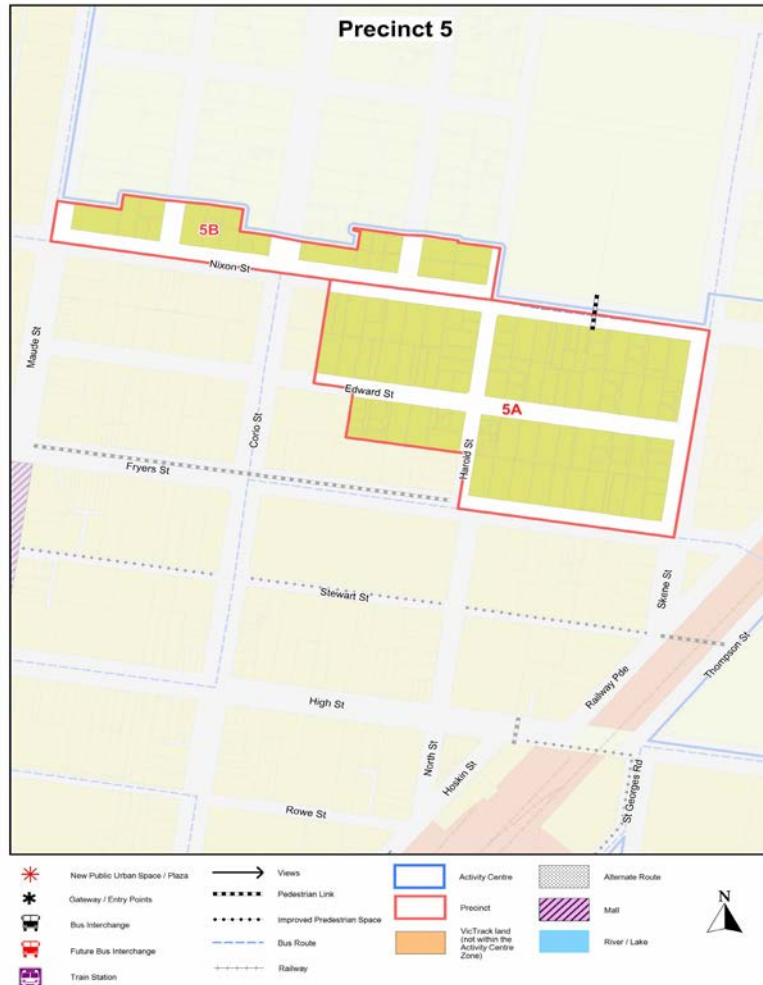 Precinct 5
5B
Nixon St
Maude St
Edward St
5A
Corio St
Harold St
Fryers St
Stewart St
Skene St
Thompson St
Railway Pde
High St
North St
Hoskin St
St Georges Rd
Rowe St
New Public Urban Space / Plaza
Gateway / Entry Points
Bus Interchange
Future Bus Interchange
Train Station
Views
Pedestrian Link
Improved Predestrian Space
Bus Route
Railway
Activity Centre
Precinct
VicTrack land
(not within the
Activity Centre
Zone)
Alternate Route
Mall
River / Lake
N